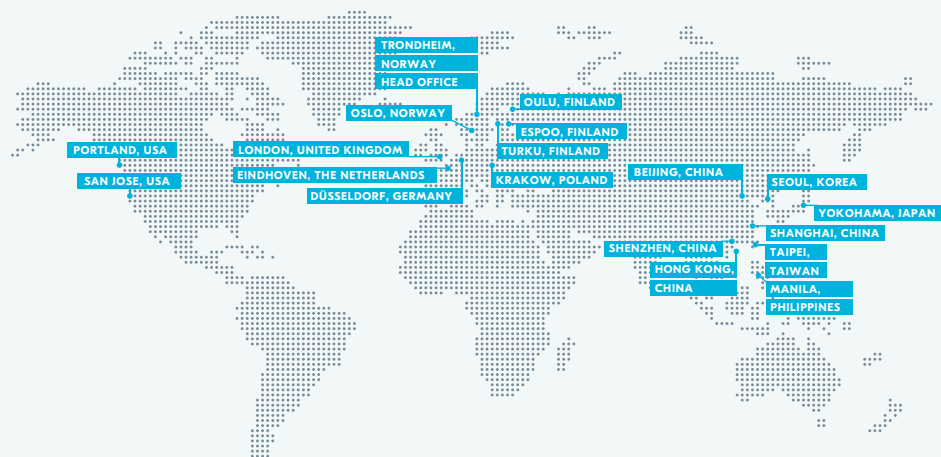 TRONDHEIM,
NORWAY
HEAD OFFICE
OULU, FINLAND
OSLO, NORWAY
ESPOO, FINLAND
PORTLAND, USA
LONDON, UNITED KINGDOM
TURKU, FINLAND
SAN JOSE, USA
EINDHOVEN, THE NETHERLANDS
KRAKOW, POLAND
BEIJING, CHINA
SEOUL, KOREA
DÜSSELDORF, GERMANY
YOKOHAMA, JAPAN
SHANGHAI, CHINA
SHENZHEN, CHINA
TAIPEI,
TAIWAN
HONG KONG,
CHINA
MANILA,
PHILIPPINES